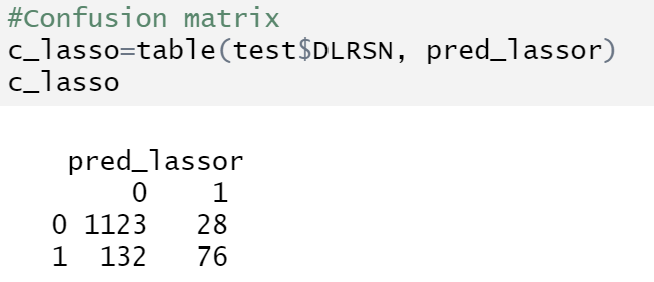 #Confusion matrix
c_lasso=table(test$DLRSN, pred_lassor)
c_lasso
pred_lassor
0 1
0 1123 28
1 132 76